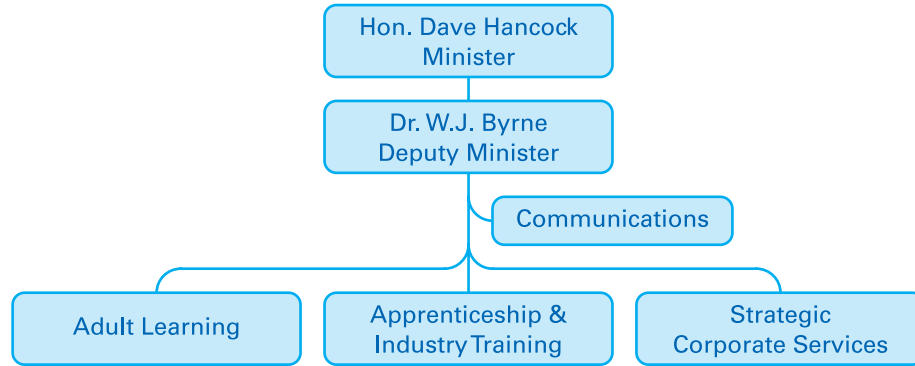 Hon. Dave Hancock
Minister
Dr. W.J. Byrne
Deputy Minister
Communications
Adult Learning
Apprenticeship &
Industry Training
Strategic
Corporate Services